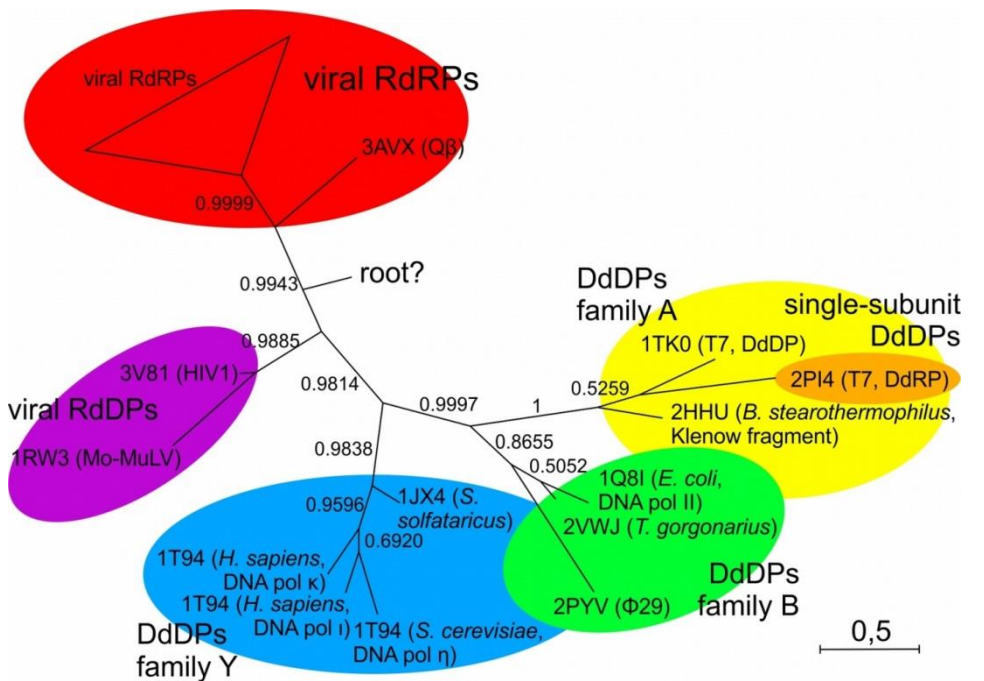 viral RdRPs
viral RdRPs
3AVX (Qβ)
0.9999
root?
0.9943
DdDPs
family A
single-subunit
DdDPs
1TK0 (T7, DdDP)
0.9885
3V81 (HIV1)
viral RdDPs
1RW3 (Mo-MuLV)
0.9814
0.9997
1
0.5259
2PI4 (T7, DdRP)
2HHU (B. stearothermophilus,
Klenow fragment)
0.9838
0.8655
0.5052
1Q8I (E. coli,
DNA pol II)
2VWJ (T. gorgonarius)
0.9596
1JX4 (S.
solfataricus)
0.6920
1T94 (H. sapiens,
DNA pol κ)
1T94 (H. sapiens,
DNA pol ι)
1T94 (S. cerevisiae,
DNA pol η)
DdDPs
family Y
2PYV (Φ29)
DdDPs
family B
0,5